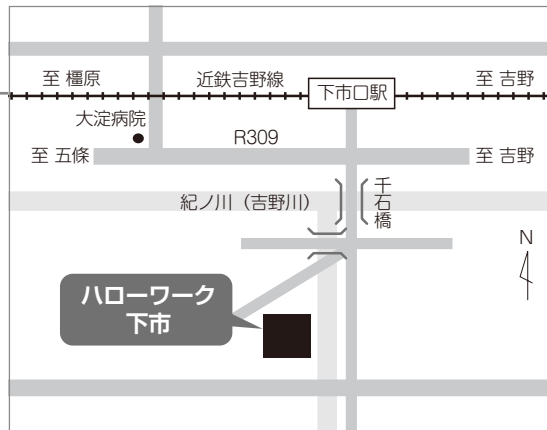 至 橿原
近鉄吉野線
下市口駅
至 吉野
大淀病院
R309
至 五條
至 吉野
紀ノ川（吉野川）
千石橋
N
ハローワーク
下市